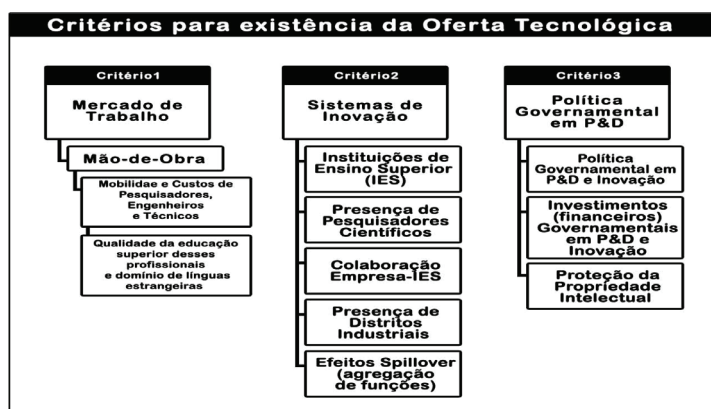 Critérios para existência da Oferta Tecnológica
Critério1
Mercado de
Trabalho
Mão-de-Obra
Mobilidae e Custos de
Pesquisadores,
Engenheiros
e Técnicos
Qualidade da educação
superior desses
profissionais
e domínio de línguas
estrangeiras
Critério2
Sistemas de
Inovação
Instituições de
Ensino Superior
(IES)
Presença de
Pesquisadores
Científicos
Colaboração
Empresa-IES
Presença de
Distritos
Industriais
Efeitos Spillover
(agregação
de funções)
Critério3
Política
Governamental
em P&D
Política
Governamental em
P&D e Inovação
Investimentos
(financeiros)
Governamentais
em P&D e
Inovação
Proteção da
Propriedade
Intelectual